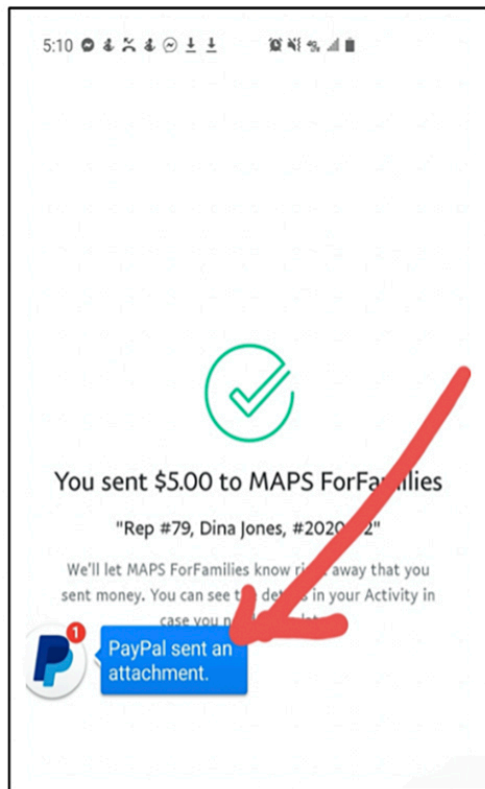 5:10
You sent $5.00 to MAPS ForFamilies
"Rep #79, Dina Jones, #2020 2"
We'll let MAPS ForFamilies know away that you
sent money. You can see in your Activity in
case you
1
PayPal sent an
attachment.